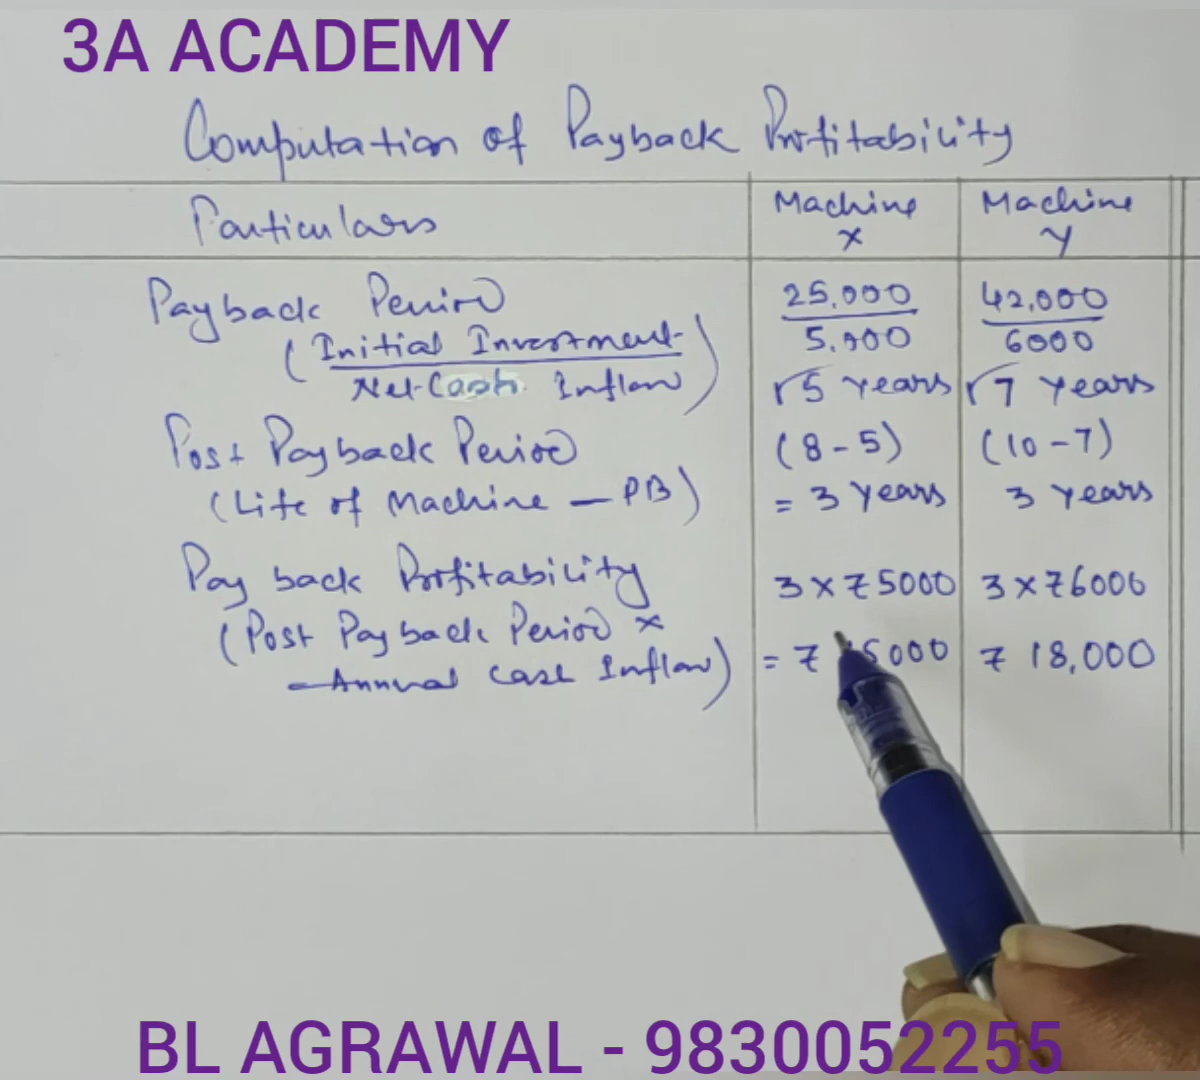 3A ACADEMY
Computation of Payback Profitability
Particulars
Machine X
Machine Y
Payback Period
(Initial Investment
Net Cash Inflow)
25,000
5,000
5 years
42,000
6000
7 years
Post Payback Period
(Life of Machine – PB)
(8-5)
= 3 years
(10-7)
3 years
Pay back Profitability
(Post Payback Period ×
Annual Cash Inflow)
3 × ₹5000
= ₹ 5000
3 × ₹6000
₹ 18,000
BL AGRAWAL - 9830052255